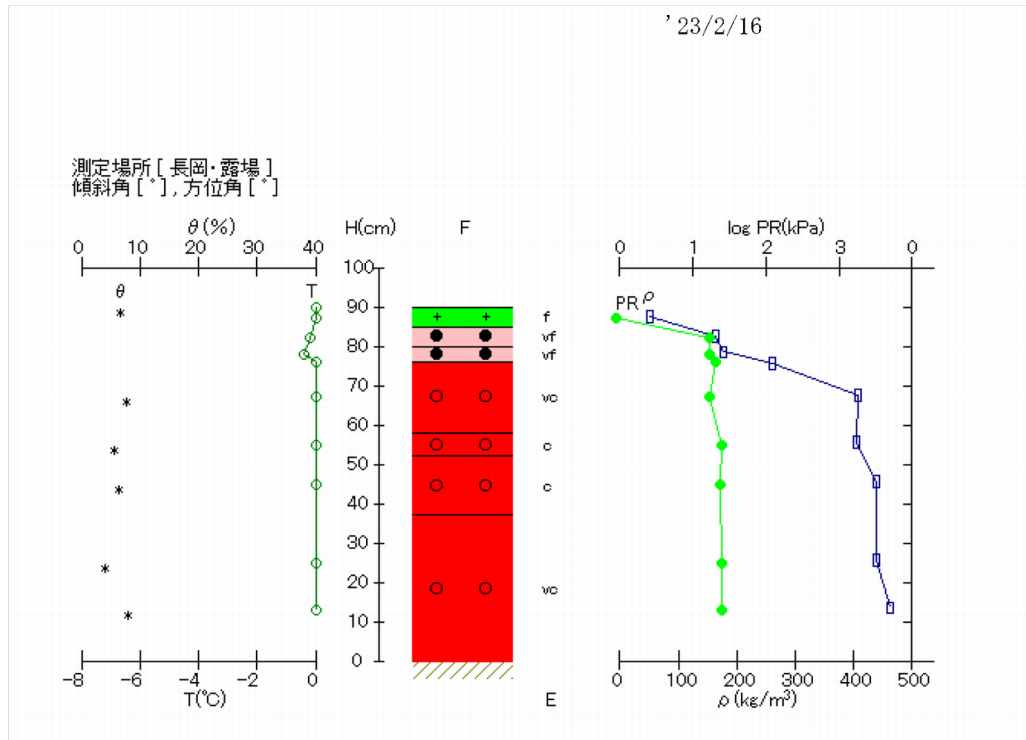 '23/2/16
測定場所[ 長岡・露場 ]
傾斜角[ ° ], 方位角[ ° ]
θ(%) H(cm) F log PR(kPa)
0 10 20 30 40 0 1 2 3 0
100
θ T PR ρ
90
f
80
vf
vf
70
vc
60
c
50
c
40
30
20
vc
10
0
-8 -6 -4 -2 0 0 100 200 300 400 500
T(℃) E ρ(kg/m³)